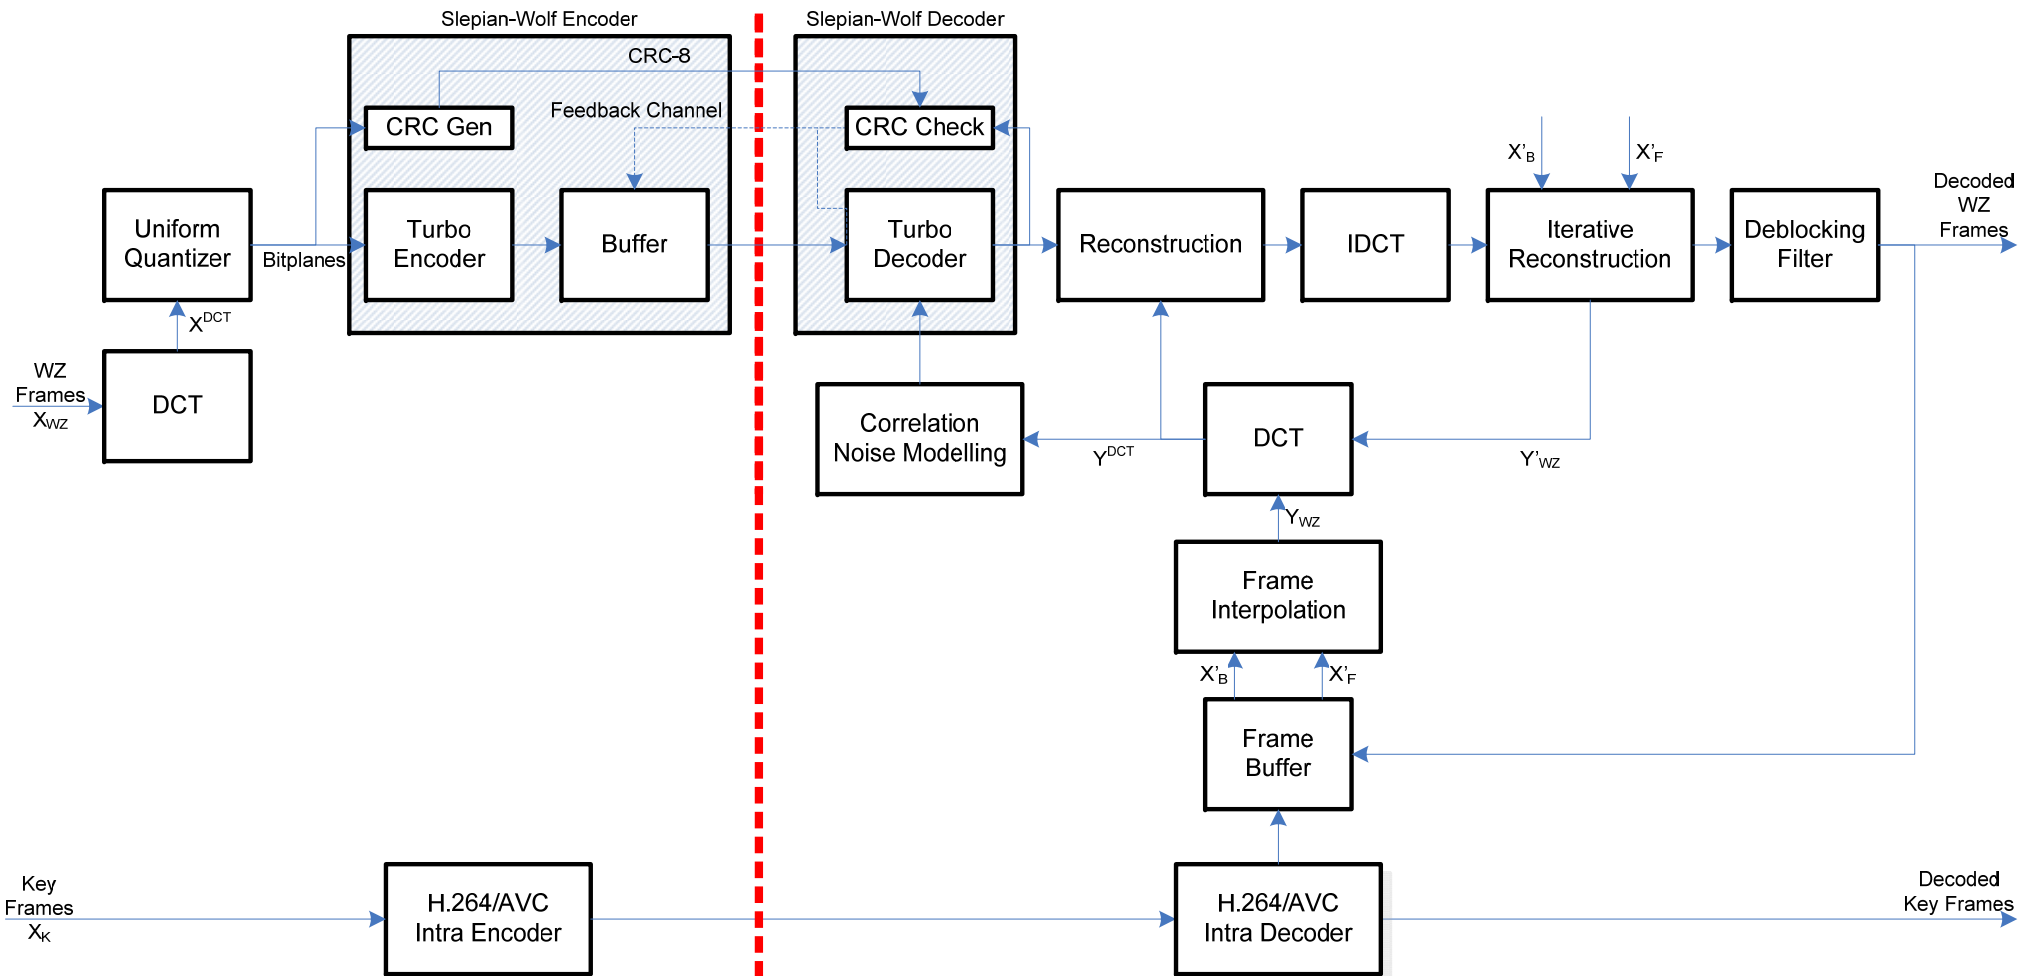 Slepian-Wolf Encoder
Slepian-Wolf Decoder
CRC-8
Feedback Channel
CRC Gen
CRC Check
X’B
X’F
Decoded
WZ
Frames
Uniform
Quantizer
Bitplanes
Turbo
Encoder
Buffer
Turbo
Decoder
Reconstruction
IDCT
Iterative
Reconstruction
Deblocking
Filter
XDCT
WZ
Frames
XWZ
DCT
Correlation
Noise Modelling
YDCT
DCT
Y’WZ
YWZ
Frame
Interpolation
X’B
X’F
Frame
Buffer
Key
Frames
XK
H.264/AVC
Intra Encoder
H.264/AVC
Intra Decoder
Decoded
Key Frames